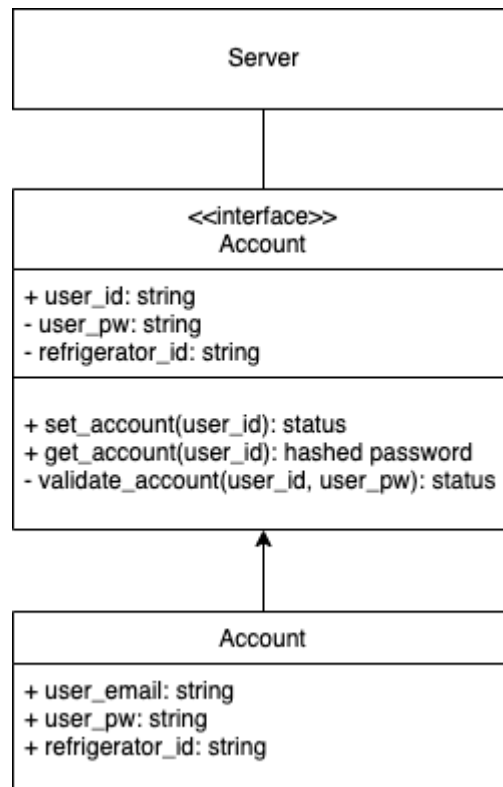 Server
<<interface>>
Account
+ user_id: string
- user_pw: string
- refrigerator_id: string
+ set_account(user_id): status
+ get_account(user_id): hashed password
- validate_account(user_id, user_pw): status
Account
+ user_email: string
+ user_pw: string
+ refrigerator_id: string